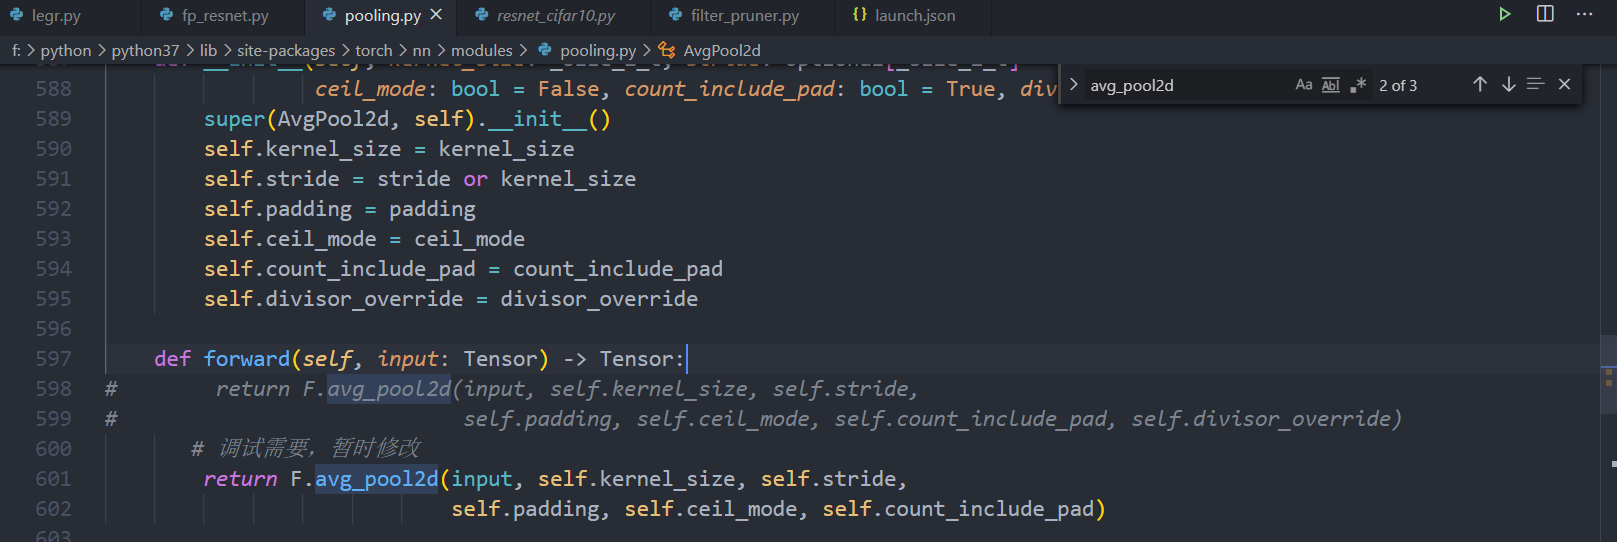 legr.py fp_resnet.py pooling.py resnet_cifar10.py filter_pruner.py launch.json
f: > python > python37 > lib > site-packages > torch > nn > modules > pooling.py > AvgPool2d
avg_pool2d Aa Abl .* 2 of 3
588 ceil_mode: bool = False, count_include_pad: bool = True, div
589 super(AvgPool2d, self).__init__()
590 self.kernel_size = kernel_size
591 self.stride = stride or kernel_size
592 self.padding = padding
593 self.ceil_mode = ceil_mode
594 self.count_include_pad = count_include_pad
595 self.divisor_override = divisor_override
596
597 def forward(self, input: Tensor) -> Tensor:
598 # return F.avg_pool2d(input, self.kernel_size, self.stride,
599 # self.padding, self.ceil_mode, self.count_include_pad, self.divisor_override)
600 # 调试需要，暂时修改
601 return F.avg_pool2d(input, self.kernel_size, self.stride,
602 self.padding, self.ceil_mode, self.count_include_pad)
603